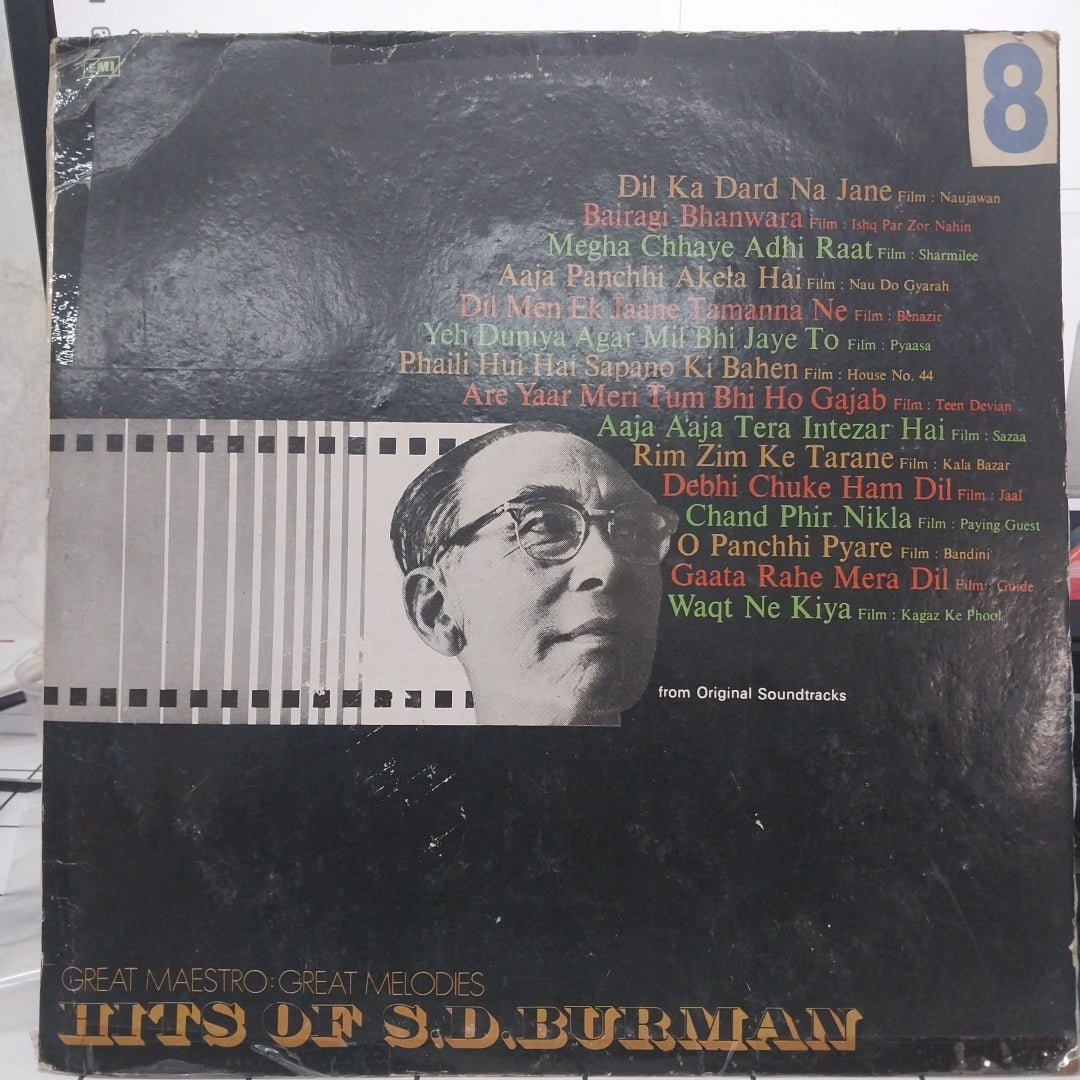 EMI
8
Dil Ka Dard Na Jane Film : Naujawan
Bairagi Bhanwara Film : Ishq Par Zor Nahin
Megha Chhaye Adhi Raat Film : Sharmilee
Aaja Panchhi Akela Hai Film : Nau Do Gyarah
Dil Men Ek Jaane Tamanna Ne Film : Benazir
Yeh Duniya Agar Mil Bhi Jaye To Film : Pyaasa
Phaili Hui Hai Sapano Ki Bahen Film : House No. 44
Are Yaar Meri Tum Bhi Ho Gajab Film : Teen Devian
Aaja Aaja Tera Intezar Hai Film : Sazaa
Rim Zim Ke Tarane Film : Kala Bazar
Debhi Chuke Ham Dil Film : Jaal
Chand Phir Nikla Film : Paying Guest
O Panchhi Pyare Film : Bandini
Gaata Rahe Mera Dil Film : Guide
Waqt Ne Kiya Film : Kagaz Ke Phool
from Original Soundtracks
GREAT MAESTRO: GREAT MELODIES
HITS OF S.D.BURMAN